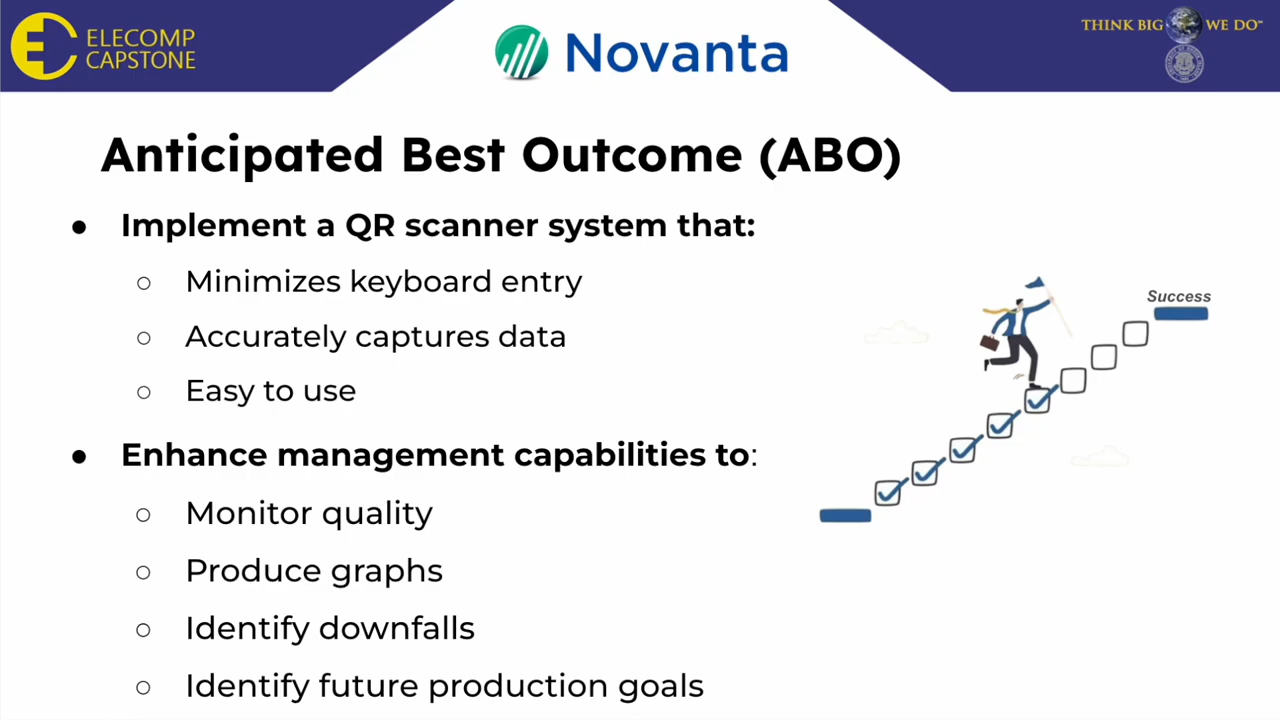 ELECOMP
CAPSTONE
Novanta
THINK BIG WE DO™
Anticipated Best Outcome (ABO)
● Implement a QR scanner system that:
○ Minimizes keyboard entry
○ Accurately captures data
○ Easy to use
● Enhance management capabilities to:
○ Monitor quality
○ Produce graphs
○ Identify downfalls
○ Identify future production goals
Success